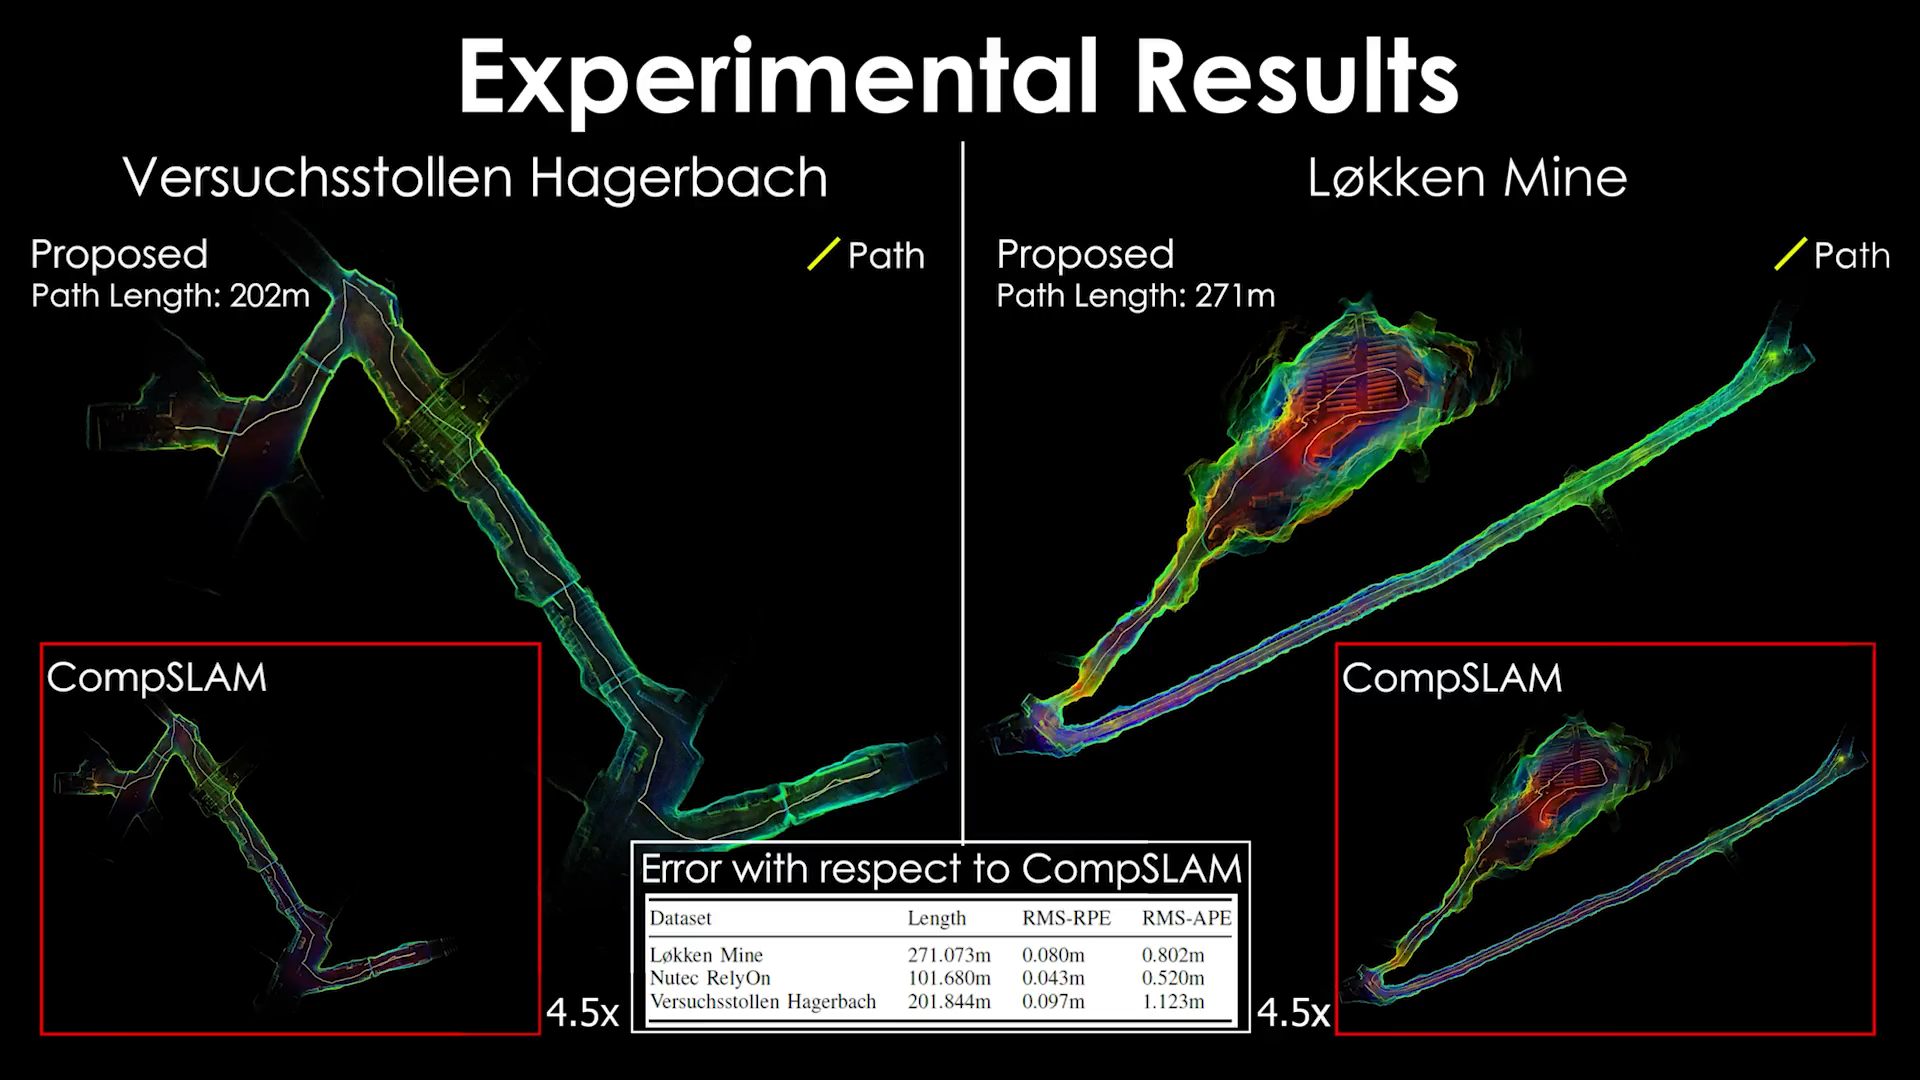 Experimental Results
Versuchsstollen Hagerbach
Proposed
Path Length: 202m
Path
Løkken Mine
Proposed
Path Length: 271m
Path
CompSLAM
4.5x
Error with respect to CompSLAM
Dataset Length RMS-RPE RMS-APE
Løkken Mine 271.073m 0.080m 0.802m
Nutec RelyOn 101.680m 0.043m 0.520m
Versuchsstollen Hagerbach 201.844m 0.097m 1.123m
4.5x
CompSLAM